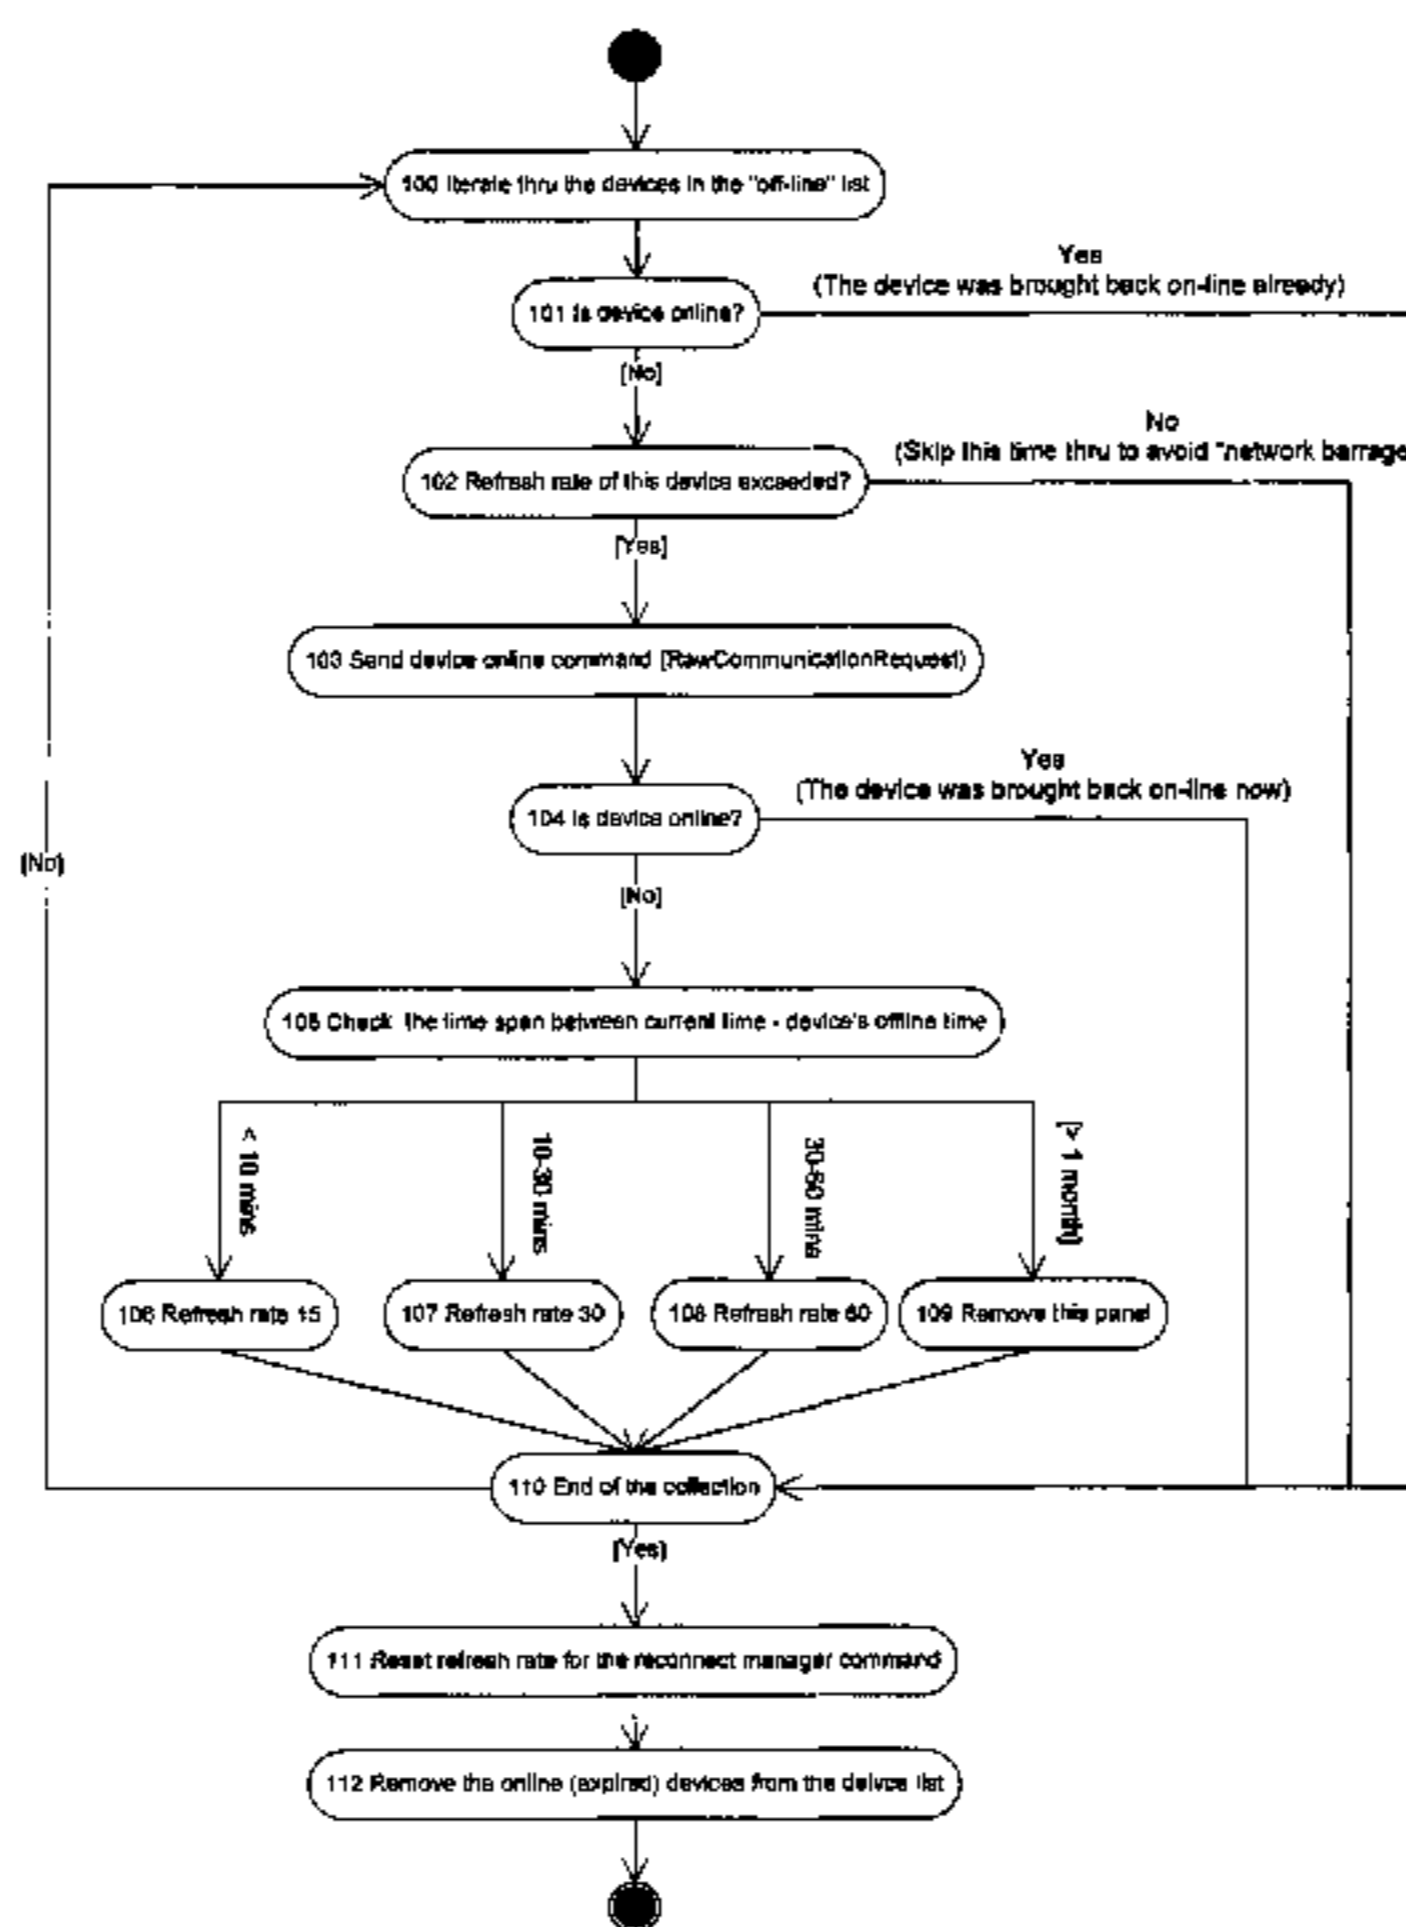 100 Iterate thru the devices in the "off-line" list
Yes
(The device was brought back on-line already)
101 Is device online?
[No]
No
(Skip this time thru to avoid "network barrage
102 Refresh rate of this device exceeded?
[Yes]
103 Send device online command (RawCommunicationRequest)
Yes
(The device was brought back on-line now)
104 Is device online?
[No]
[No]
105 Check the time span between current time - device's offline time
< 10 mins
10-30 mins
30-60 mins
[> 1 month]
106 Refresh rate 15
107 Refresh rate 30
108 Refresh rate 60
109 Remove this panel
110 End of the collection
[Yes]
111 Reset refresh rate for the reconnect manager command
112 Remove the online (expired) devices from the deivce list